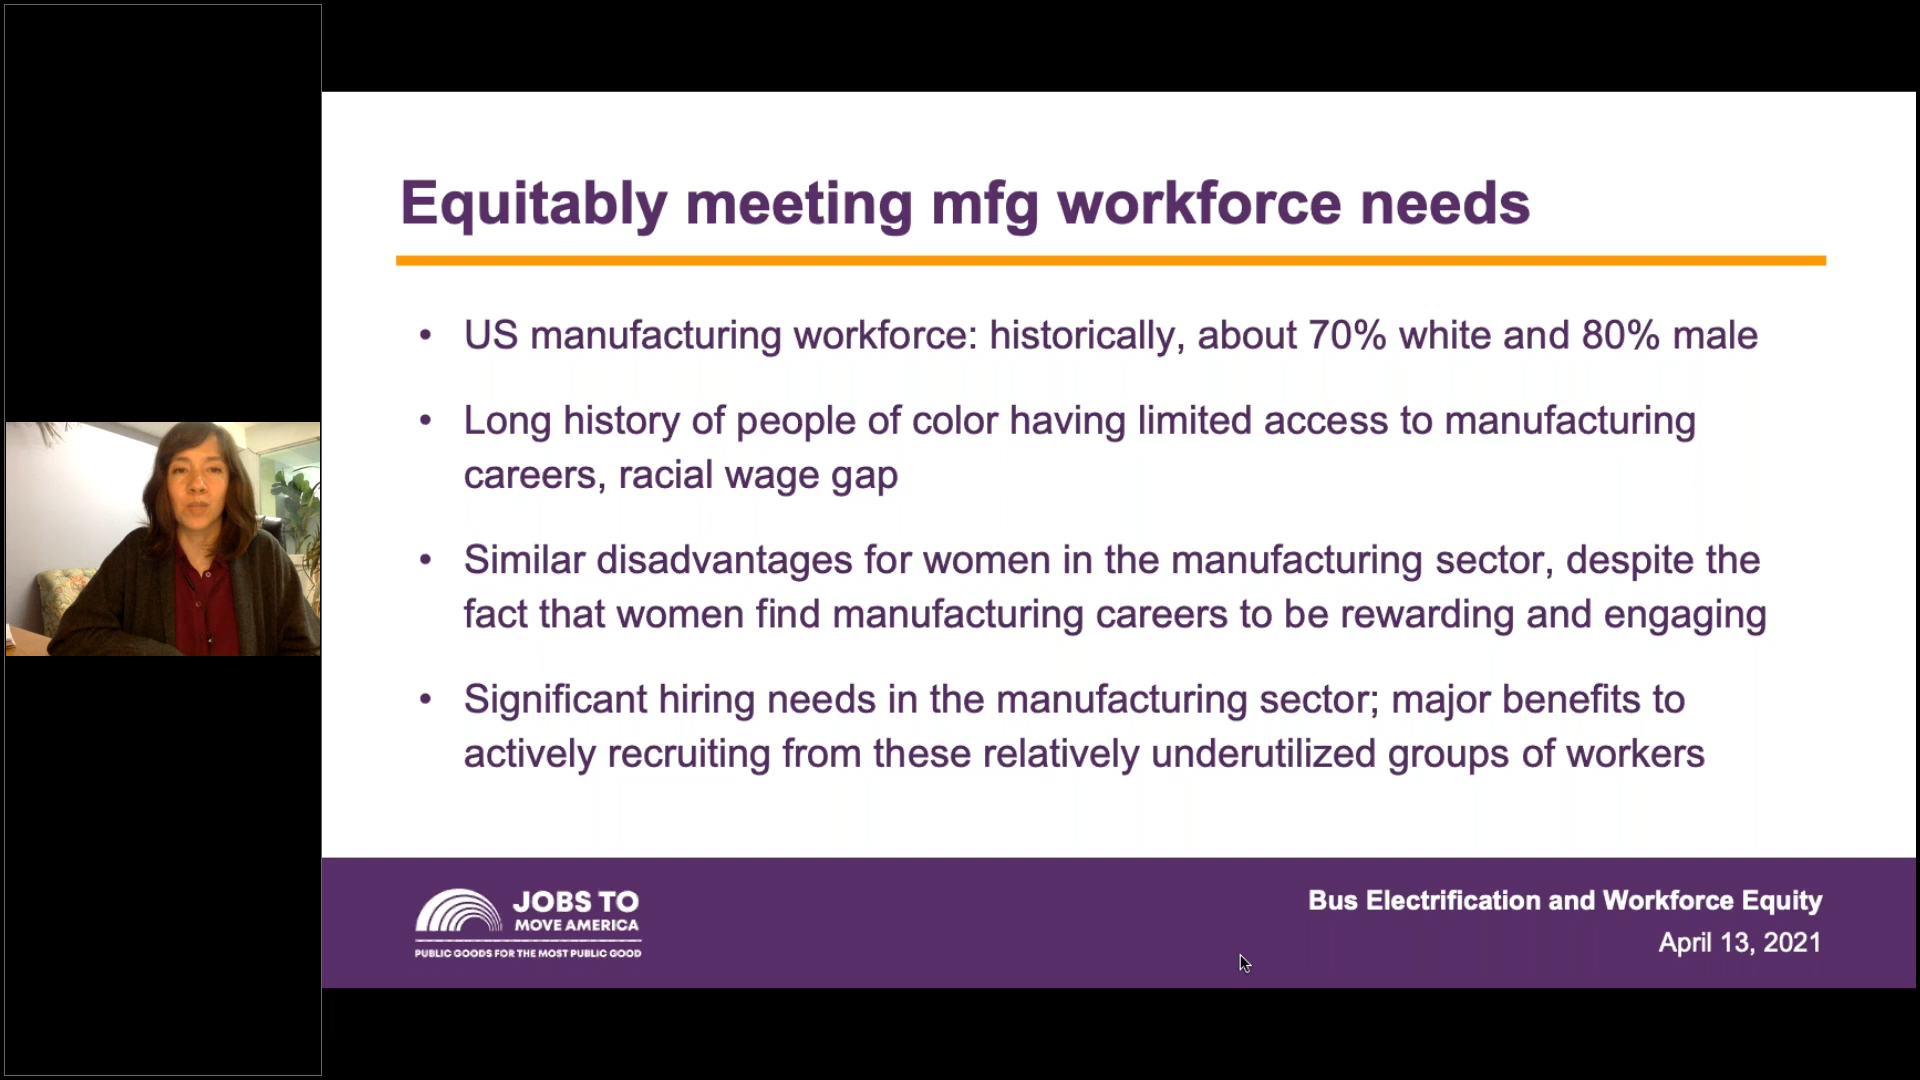 Equitably meeting mfg workforce needs
• US manufacturing workforce: historically, about 70% white and 80% male
• Long history of people of color having limited access to manufacturing
careers, racial wage gap
• Similar disadvantages for women in the manufacturing sector, despite the
fact that women find manufacturing careers to be rewarding and engaging
• Significant hiring needs in the manufacturing sector; major benefits to
actively recruiting from these relatively underutilized groups of workers
JOBS TO
MOVE AMERICA
PUBLIC GOODS FOR THE MOST PUBLIC GOOD
Bus Electrification and Workforce Equity
April 13, 2021